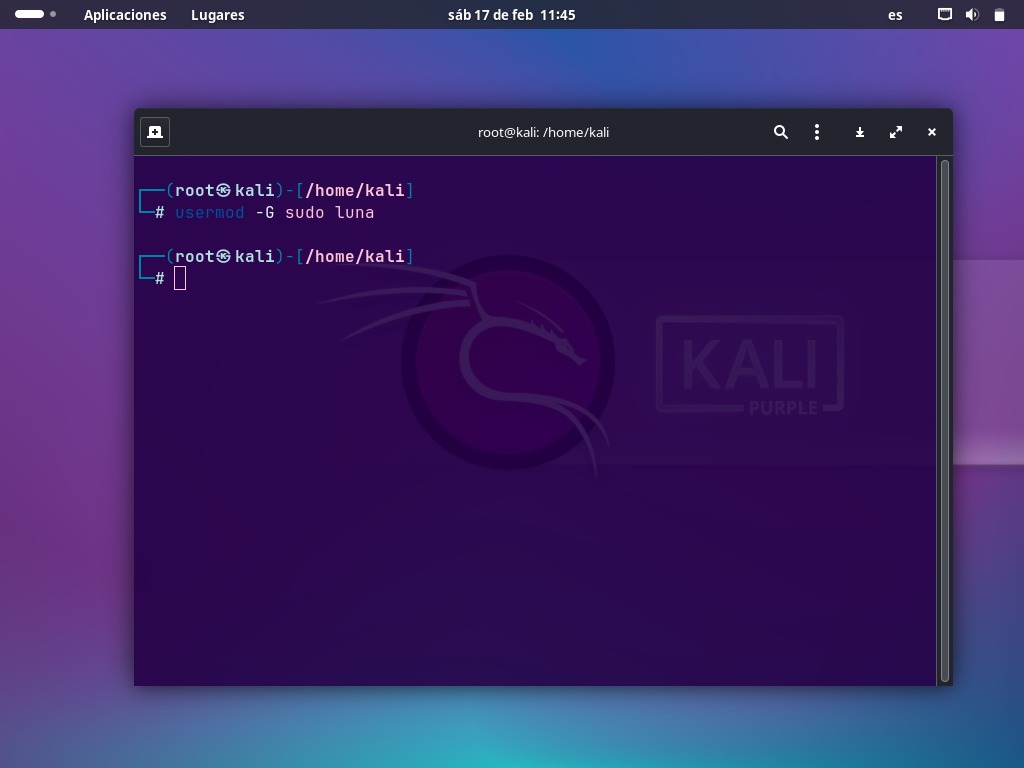 Aplicaciones Lugares sáb 17 de feb 11:45 es
root@kali: /home/kali
┌──(root㉿kali)-[/home/kali]
└─# usermod -G sudo luna
┌──(root㉿kali)-[/home/kali]
└─#
KALI
PURPLE